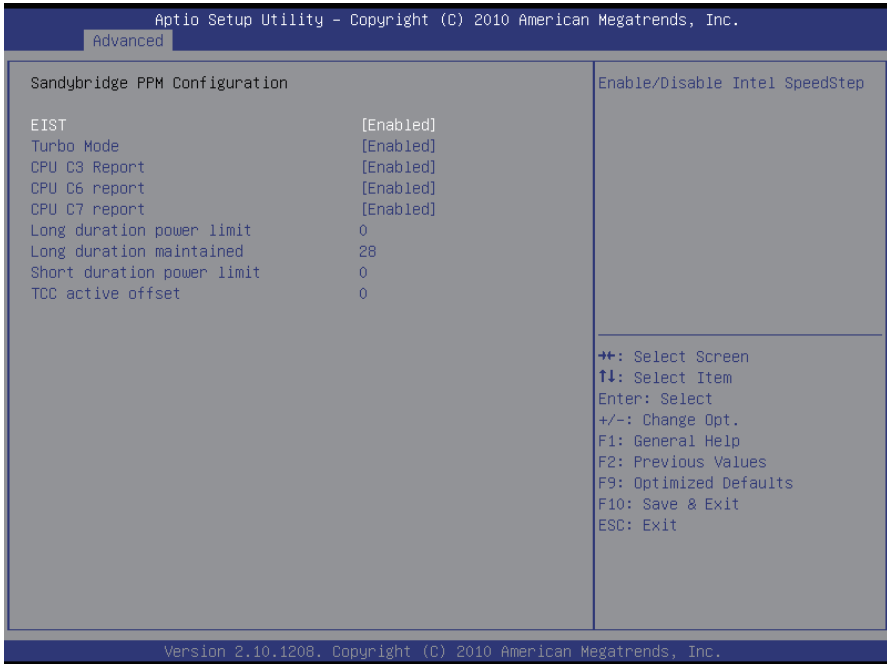 Aptio Setup Utility – Copyright (C) 2010 American Megatrends, Inc.
Advanced
Sandybridge PPM Configuration
EIST [Enabled]
Turbo Mode [Enabled]
CPU C3 Report [Enabled]
CPU C6 report [Enabled]
CPU C7 report [Enabled]
Long duration power limit 0
Long duration maintained 28
Short duration power limit 0
TCC active offset 0
Enable/Disable Intel SpeedStep
→←: Select Screen
↑↓: Select Item
Enter: Select
+/-: Change Opt.
F1: General Help
F2: Previous Values
F9: Optimized Defaults
F10: Save & Exit
ESC: Exit
Version 2.10.1208. Copyright (C) 2010 American Megatrends, Inc.